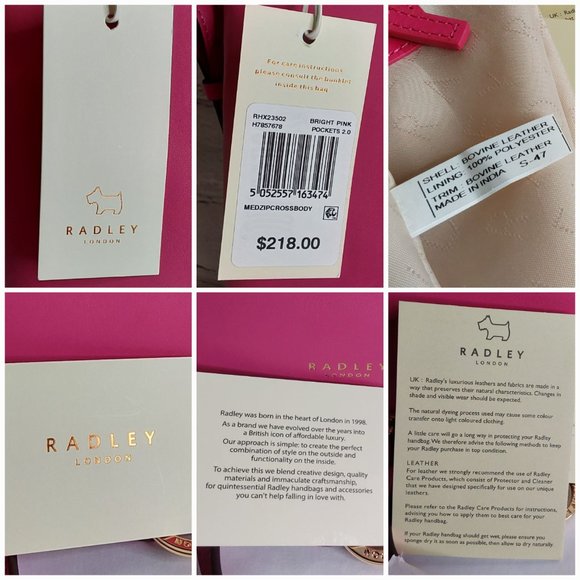 RADLEY
LONDON
For care instructions
please consult the booklet
inside this bag
RHX23502 BRIGHT PINK
H7857678 POCKETS 2.0
5 052557 163474
MEDZIPCROSSBODY
$218.00
UK :: Radle
SHELL: BOVINE LEATHER
LINING: 100% POLYESTER
TRIM : BOVINE LEATHER
MADE IN INDIA S-47
RADLEY
LONDON
RADLEY
LONDON
Radley was born in the heart of London in 1998.
As a brand we have evolved over the years into
a British icon of affordable luxury.
Our approach is simple: to create the perfect
combination of style on the outside and
functionality on the inside.
To achieve this we blend creative design, quality
materials and immaculate craftsmanship,
for quintessential Radley handbags and accessories
you can't help falling in love with.
RADLEY
LONDON
UK :: Radley's luxurious leathers and fabrics are made in a
way that preserves their natural characteristics. Changes in
shade and visible wear should be expected.
The natural dyeing process used may cause some colour
transfer onto light coloured clothing.
A little care will go a long way in protecting your Radley
handbag. We therefore advise the following methods to keep
your Radley purchase in top condition.
LEATHER
For leather we strongly recommend the use of Radley
Care Products, which consist of Protector and Cleaner
that we have designed specifically for use on our unique
leathers.
Please refer to the Radley Care Products for instructions,
advising you how to apply them to best care for your
Radley handbag.
If your Radley handbag should get wet, please ensure you
sponge dry it as soon as possible, then allow to dry naturally